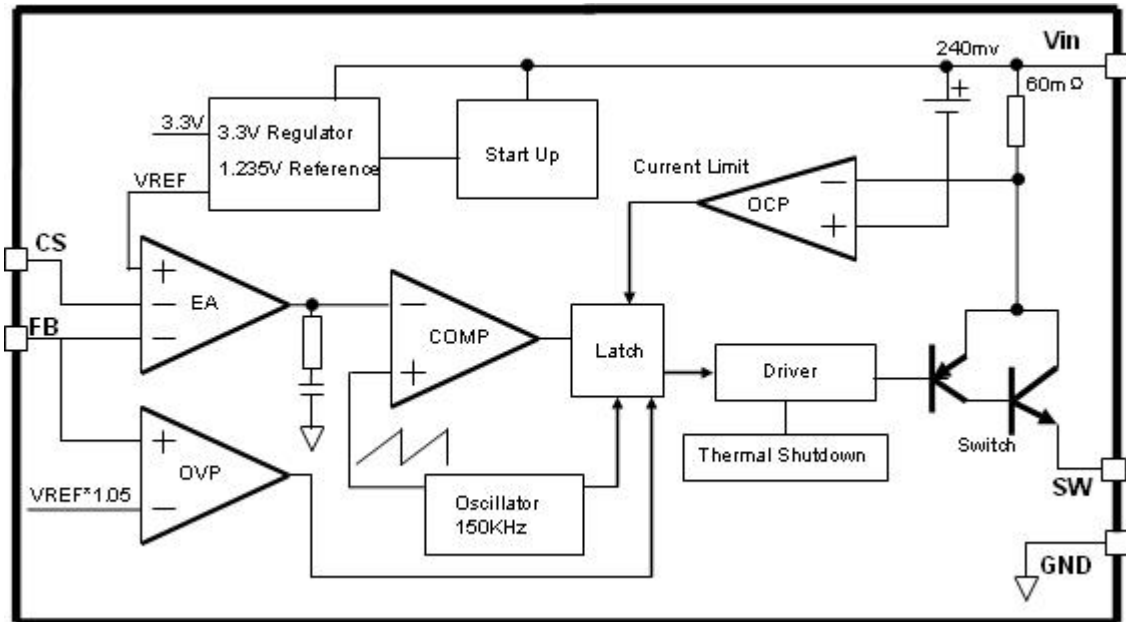 240mv
Vin
60mΩ
3.3V
3.3V Regulator
1.235V Reference
Start Up
VREF
Current Limit
−
OCP
+
CS
+
−
EA
−
FB
−
COMP
+
Latch
Driver
Thermal Shutdown
Switch
+
OVP
−
VREF*1.05
Oscillator
150KHz
SW
GND
+